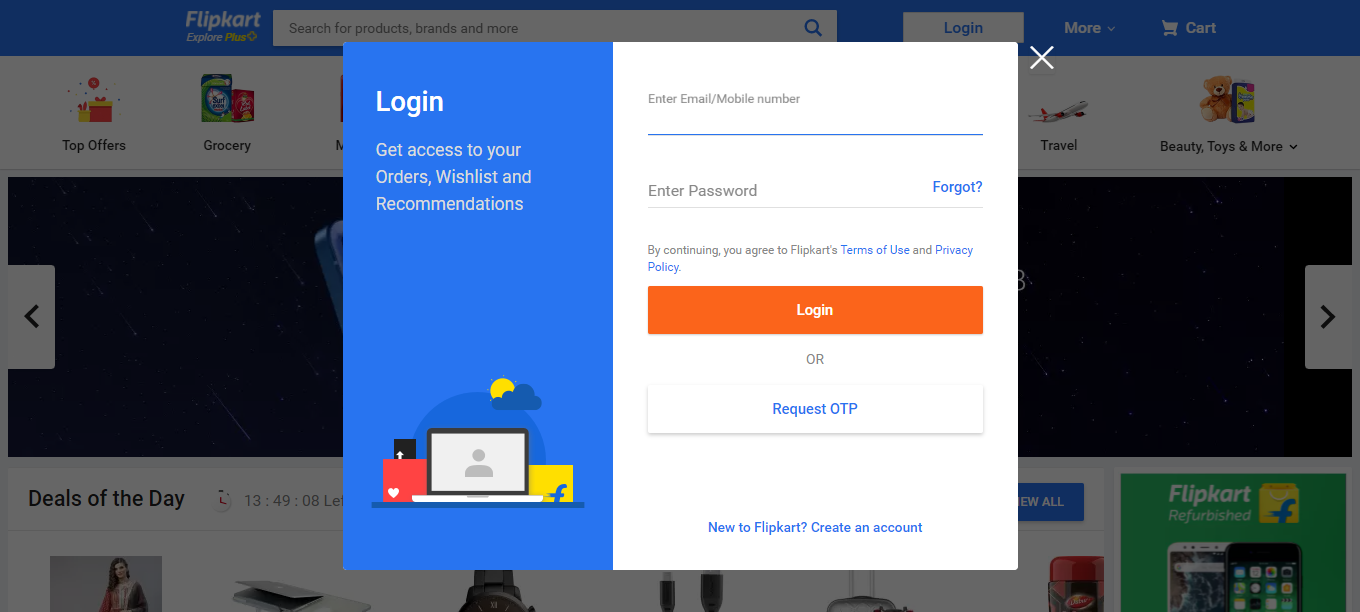 Flipkart
Explore Plus
Search for products, brands and more
Login
More
Cart
Top Offers
Grocery
Travel
Beauty, Toys & More
Login
Get access to your
Orders, Wishlist and
Recommendations
Enter Email/Mobile number
Enter Password
Forgot?
By continuing, you agree to Flipkart's Terms of Use and Privacy
Policy.
Login
OR
Request OTP
New to Flipkart? Create an account
Deals of the Day
13 : 49 : 08 Lef
EW ALL
Flipkart
Refurbished